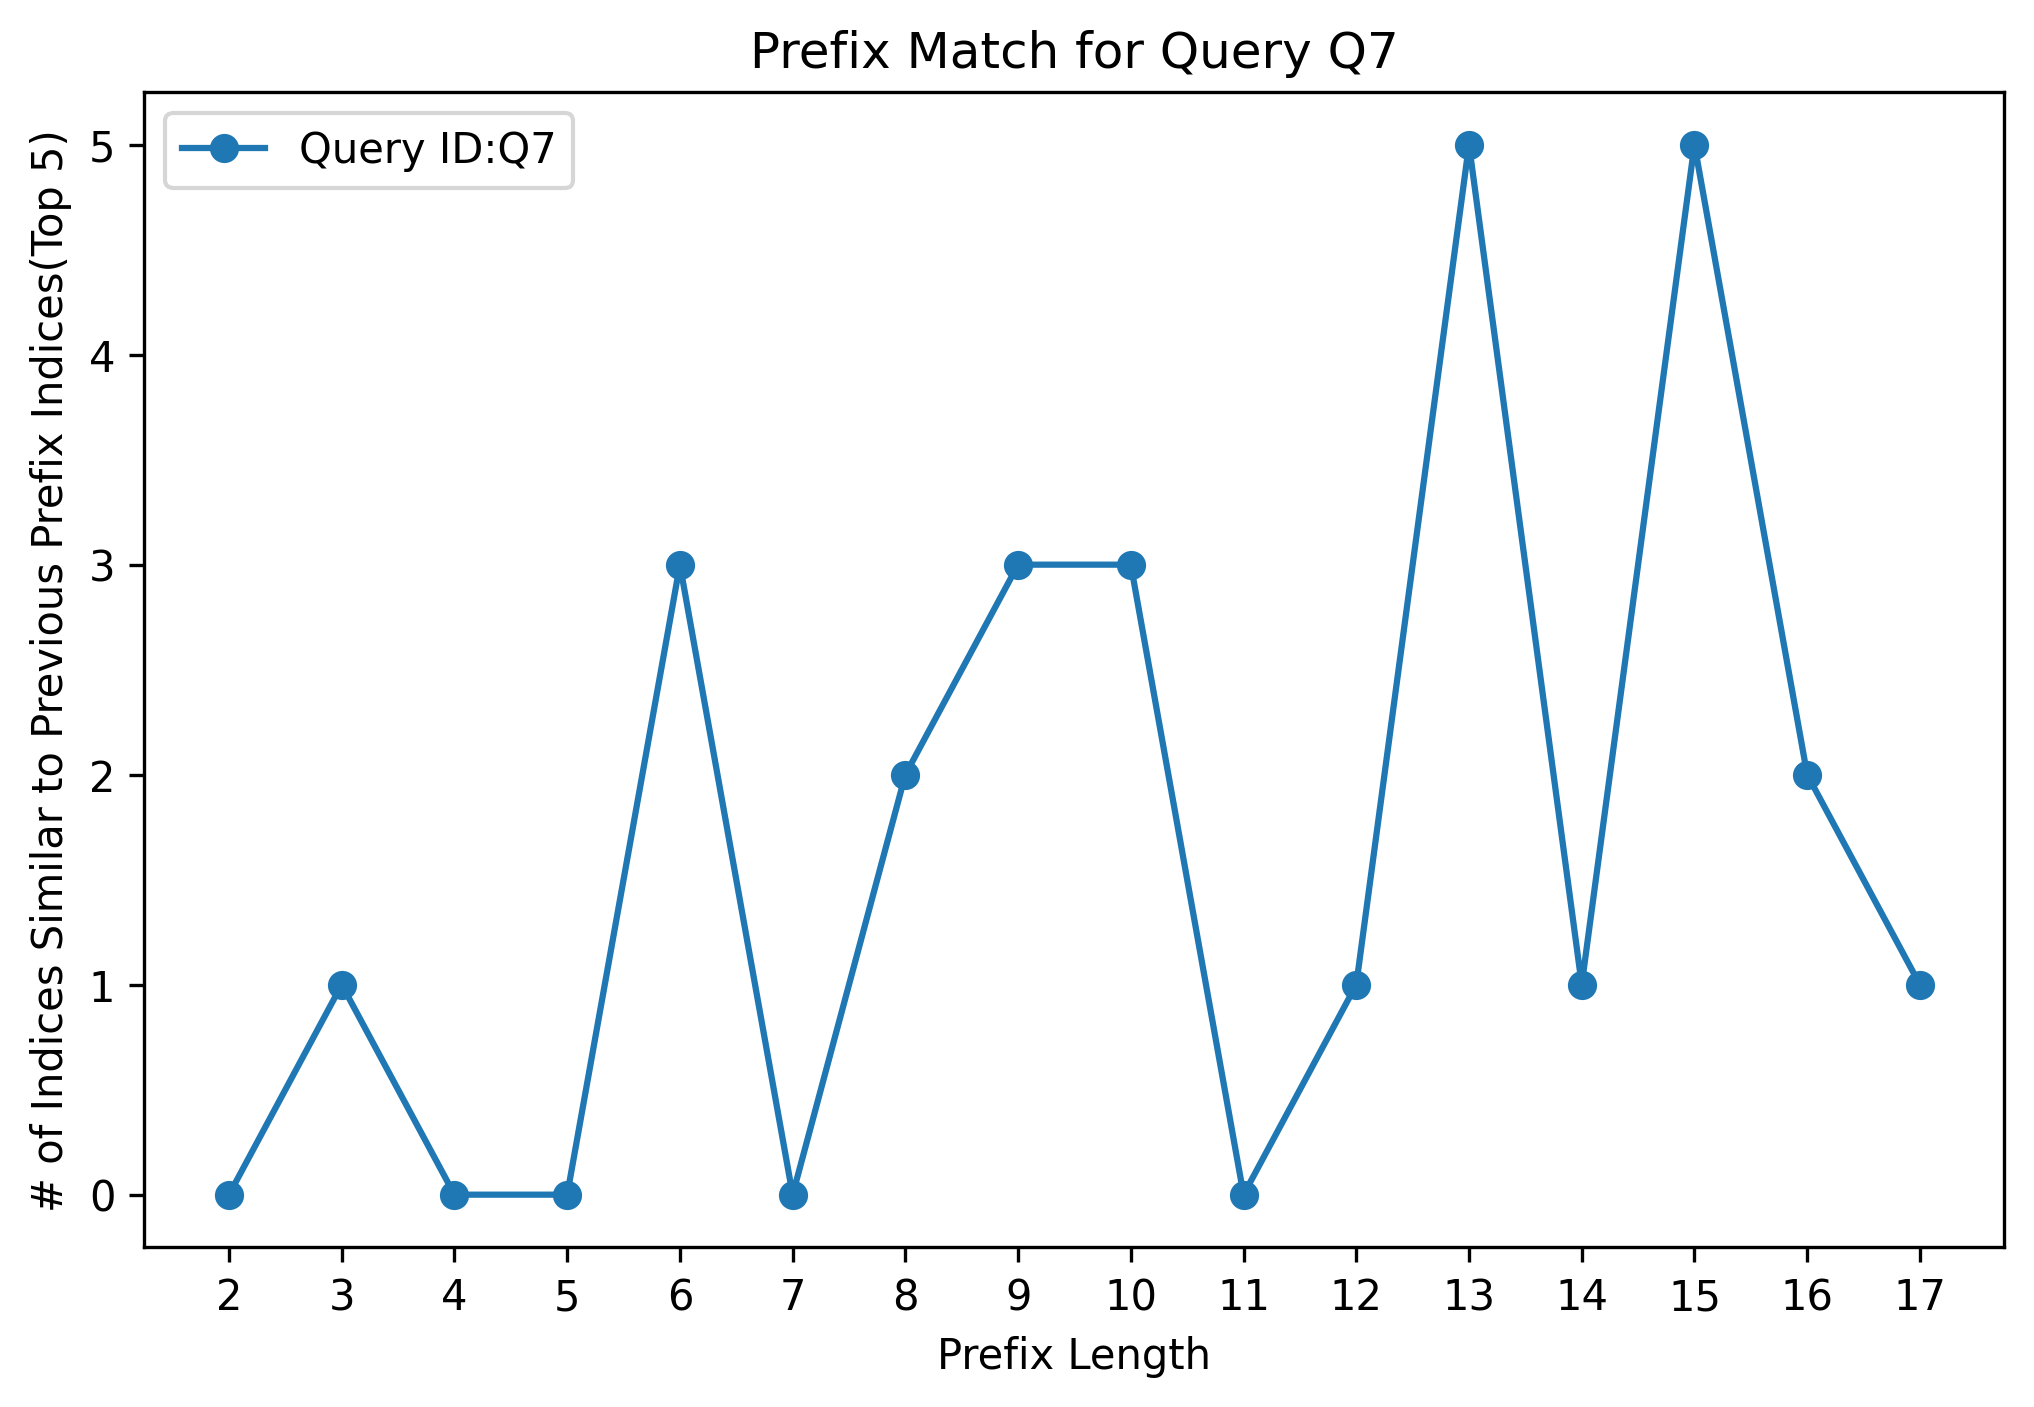 Prefix Match for Query Q7
Query ID:Q7
# of Indices Similar to Previous Prefix Indices(Top 5)
5
4
3
2
1
0
2 3 4 5 6 7 8 9 10 11 12 13 14 15 16 17
Prefix Length